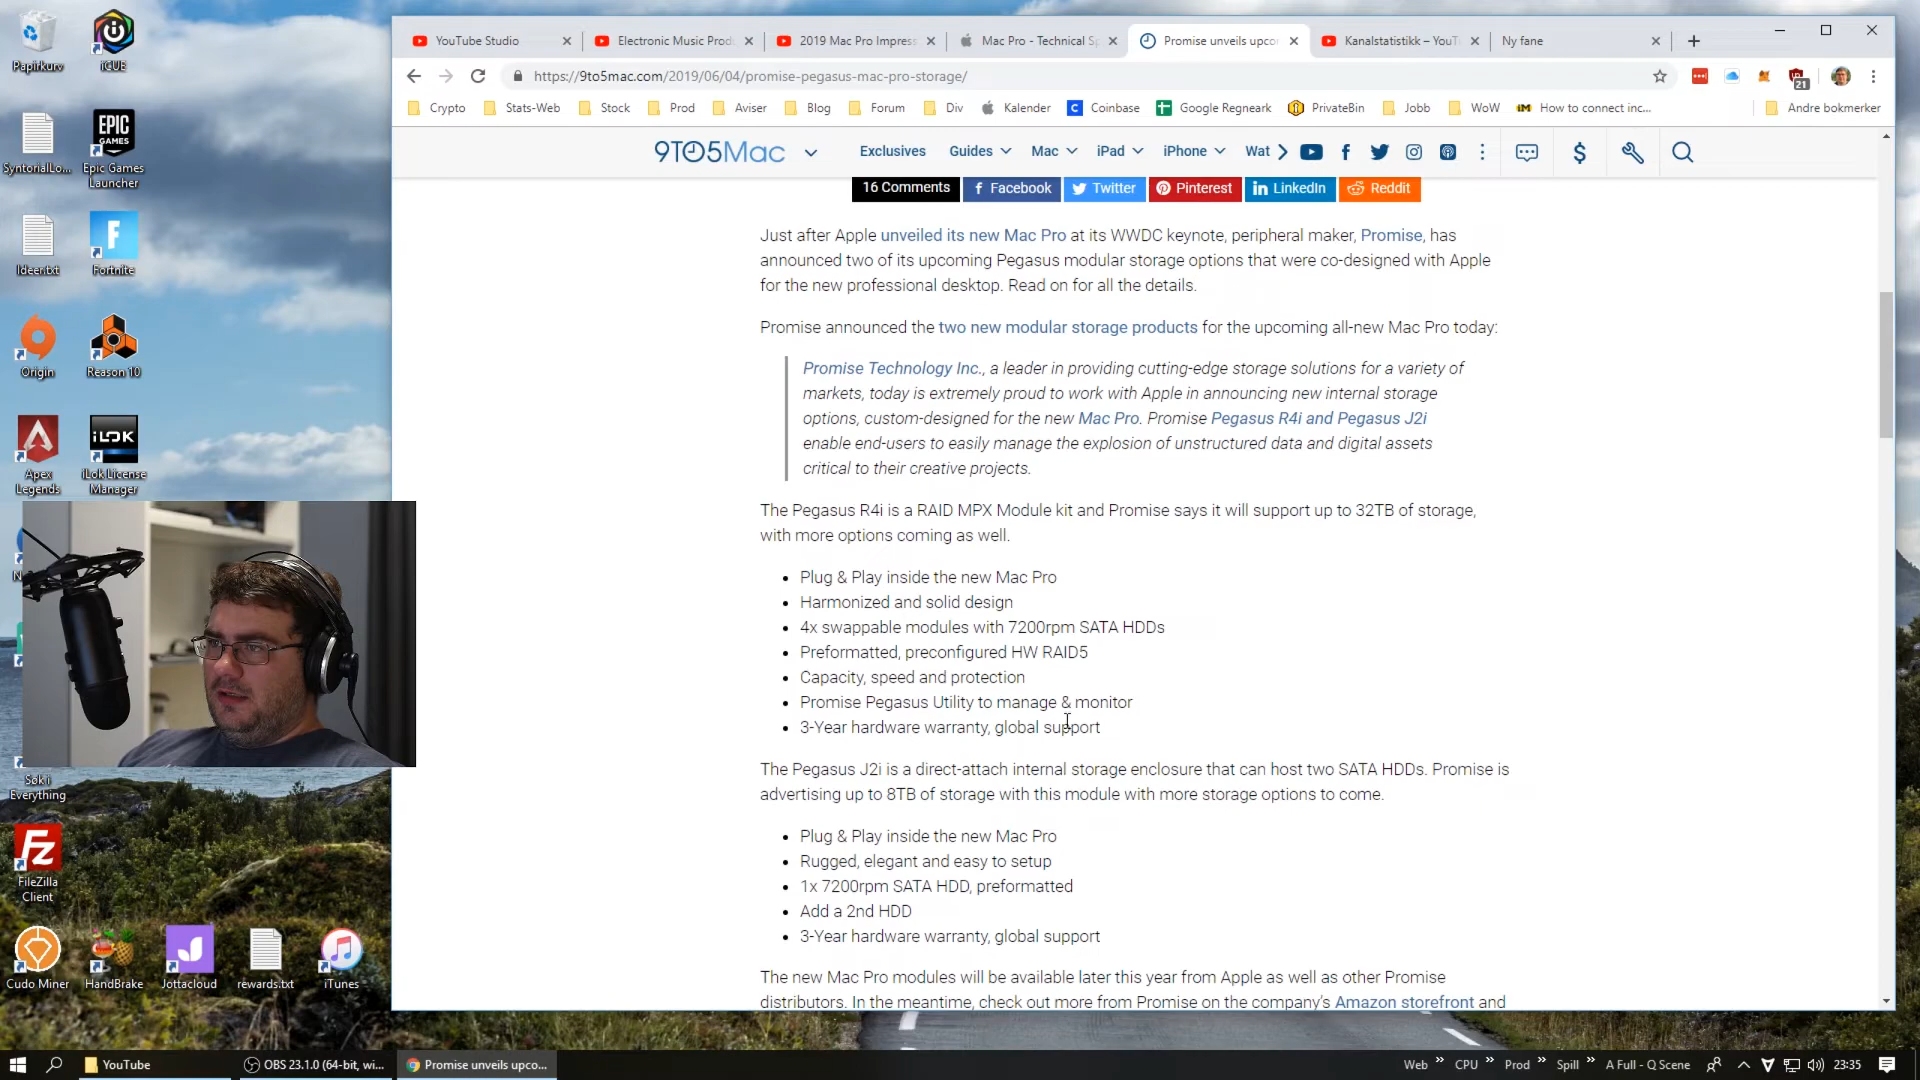 Papirkurv
iCUE
SyntorialLo...
EPIC
GAMES
Epic Games
Launcher
Ideer.txt
Fortnite
Origin
Reason 10
Apex
Legends
iLOK
iLok License
Manager
Søk i
Everything
FileZilla
Client
Cudo Miner
HandBrake
Jottacloud
rewards.txt
iTunes
YouTube Studio
Electronic Music Prod
2019 Mac Pro Impress
Mac Pro - Technical Sp
Promise unveils upco
Kanalstatistikk – YouT
Ny fane
https://9to5mac.com/2019/06/04/promise-pegasus-mac-pro-storage/
21
Crypto
Stats-Web
Stock
Prod
Aviser
Blog
Forum
Div
Kalender
Coinbase
Google Regneark
PrivateBin
Jobb
WoW
How to connect inc...
Andre bokmerker
9TO5Mac
Exclusives
Guides
Mac
iPad
iPhone
Wat
16 Comments
Facebook
Twitter
Pinterest
LinkedIn
Reddit
Just after Apple unveiled its new Mac Pro at its WWDC keynote, peripheral maker, Promise, has
announced two of its upcoming Pegasus modular storage options that were co-designed with Apple
for the new professional desktop. Read on for all the details.
Promise announced the two new modular storage products for the upcoming all-new Mac Pro today:
Promise Technology Inc., a leader in providing cutting-edge storage solutions for a variety of
markets, today is extremely proud to work with Apple in announcing new internal storage
options, custom-designed for the new Mac Pro. Promise Pegasus R4i and Pegasus J2i
enable end-users to easily manage the explosion of unstructured data and digital assets
critical to their creative projects.
The Pegasus R4i is a RAID MPX Module kit and Promise says it will support up to 32TB of storage,
with more options coming as well.
Plug & Play inside the new Mac Pro
Harmonized and solid design
4x swappable modules with 7200rpm SATA HDDs
Preformatted, preconfigured HW RAID5
Capacity, speed and protection
Promise Pegasus Utility to manage & monitor
3-Year hardware warranty, global support
The Pegasus J2i is a direct-attach internal storage enclosure that can host two SATA HDDs. Promise is
advertising up to 8TB of storage with this module with more storage options to come.
Plug & Play inside the new Mac Pro
Rugged, elegant and easy to setup
1x 7200rpm SATA HDD, preformatted
Add a 2nd HDD
3-Year hardware warranty, global support
The new Mac Pro modules will be available later this year from Apple as well as other Promise
distributors. In the meantime, check out more from Promise on the company's Amazon storefront and
YouTube
OBS 23.1.0 (64-bit, wi...
Promise unveils upco...
Web
CPU
Prod
Spill
A Full - Q Scene
23:35